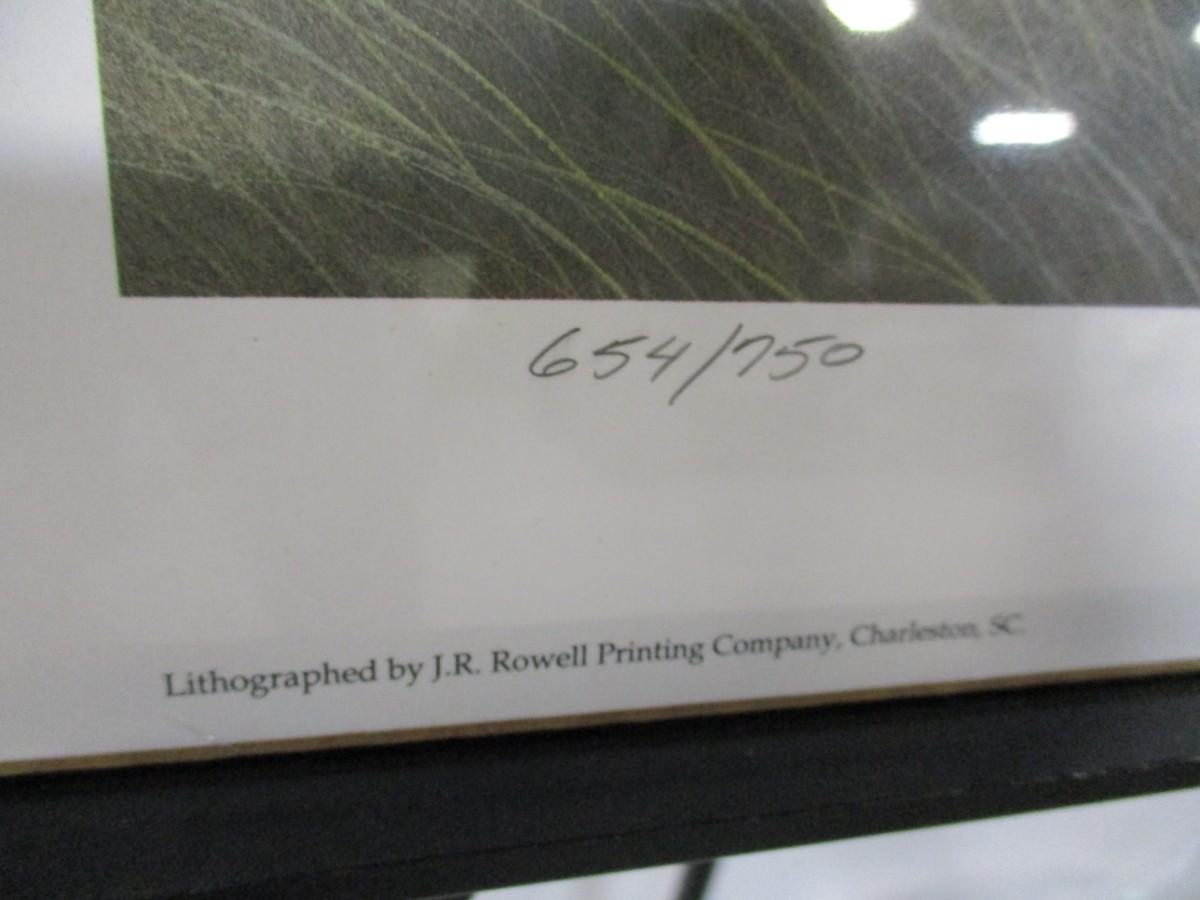 654/750
Lithographed by J.R. Rowell Printing Company, Charleston, SC